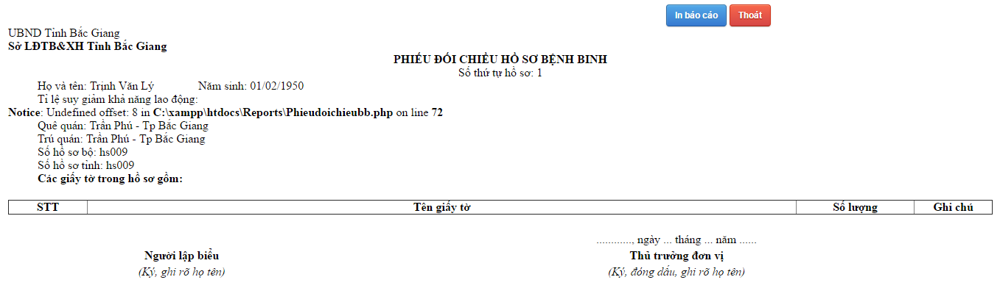 In báo cáo Thoát
UBND Tỉnh Bắc Giang
Sở LĐTB&XH Tỉnh Bắc Giang
PHIẾU ĐỐI CHIẾU HỒ SƠ BỆNH BINH
Số thứ tự hồ sơ: 1
Họ và tên: Trịnh Văn Lý Năm sinh: 01/02/1950
Tỉ lệ suy giảm khả năng lao động:
Notice: Undefined offset: 8 in C:\xampp\htdocs\Reports\Phieudoichieubb.php on line 72
Quê quán: Trần Phú - Tp Bắc Giang
Trú quán: Trần Phú - Tp Bắc Giang
Số hồ sơ bộ: hs009
Số hồ sơ tỉnh: hs009
Các giấy tờ trong hồ sơ gồm:
STT Tên giấy tờ Số lượng Ghi chú
............, ngày ... tháng ... năm ......
Người lập biểu Thủ trưởng đơn vị
(Ký, ghi rõ họ tên) (Ký, đóng dấu, ghi rõ họ tên)